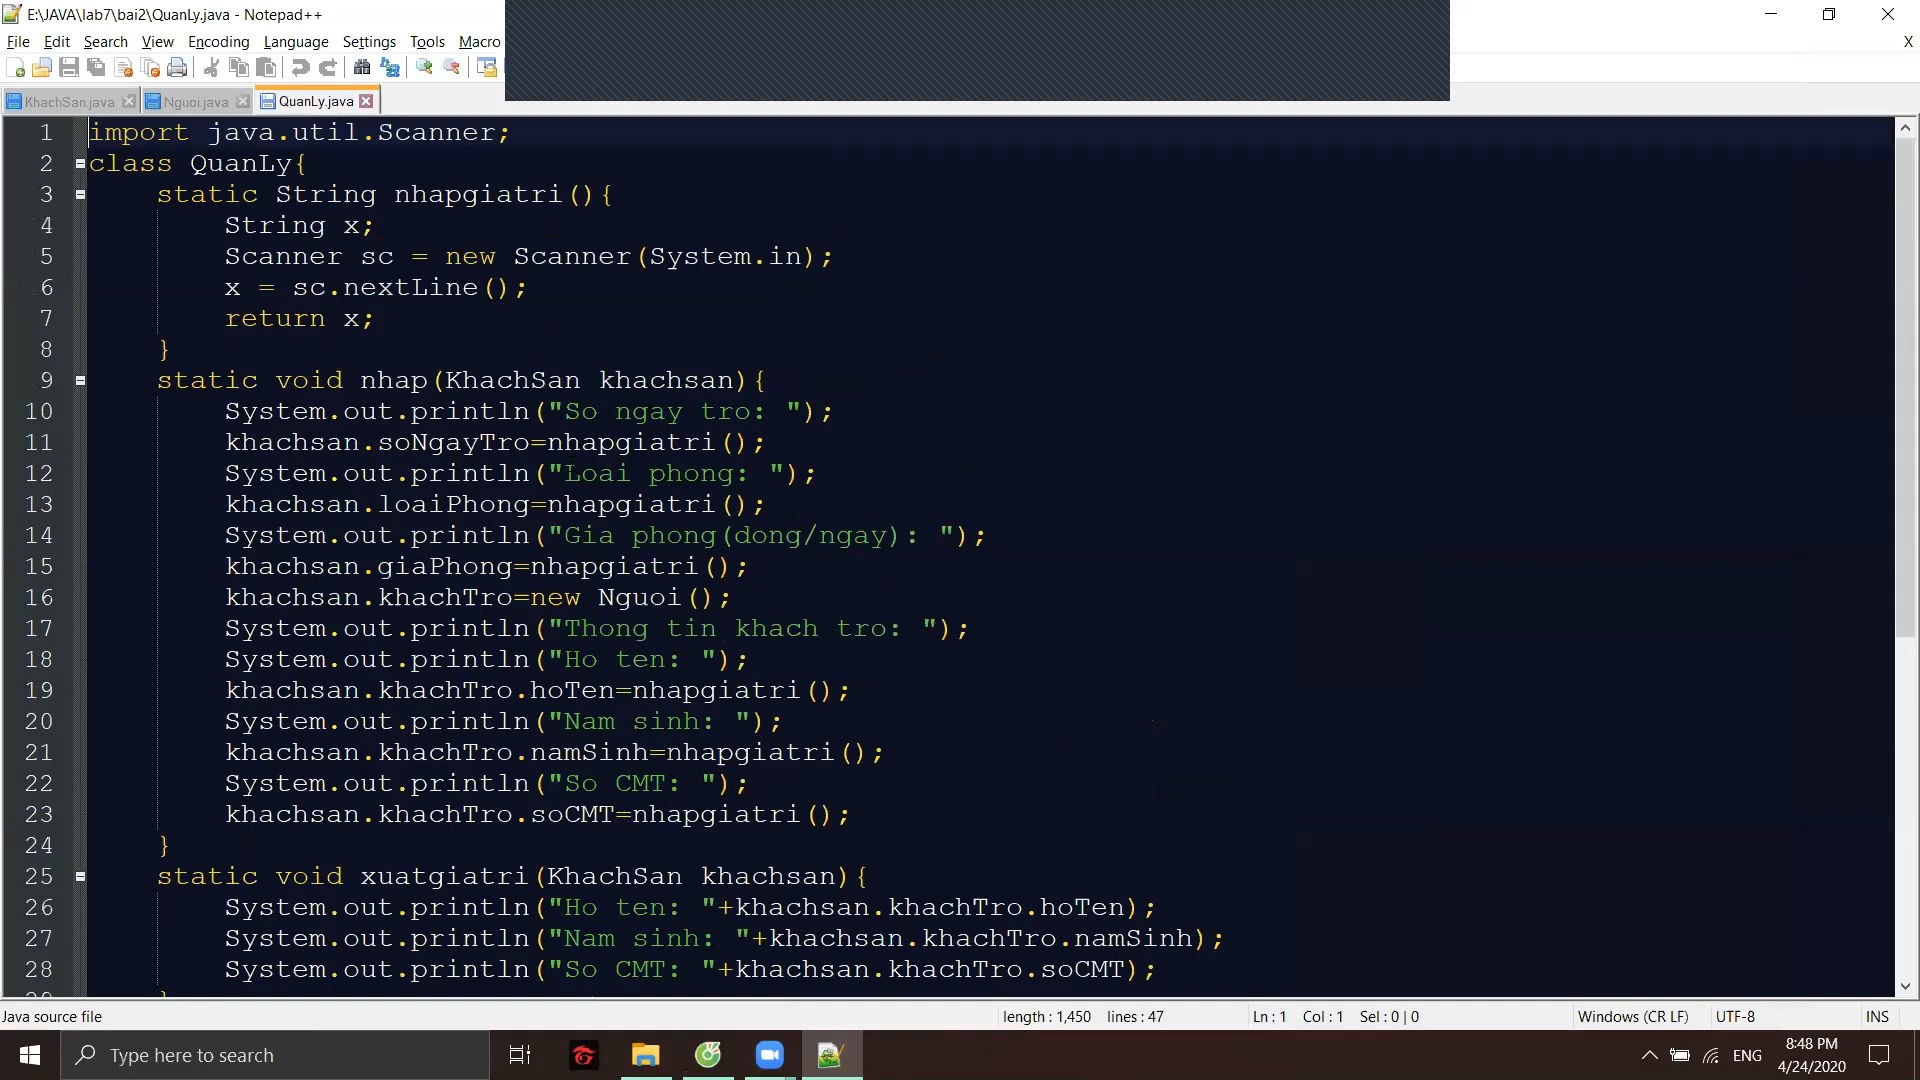 E:\JAVA\lab7\bai2\QuanLy.java - Notepad++
File Edit Search View Encoding Language Settings Tools Macro
X
KhachSan.java Nguoi.java QuanLy.java
1 import java.util.Scanner;
2 class QuanLy{
3 static String nhapgiatri(){
4 String x;
5 Scanner sc = new Scanner(System.in);
6 x = sc.nextLine();
7 return x;
8 }
9 static void nhap(KhachSan khachsan){
10 System.out.println("So ngay tro: ");
11 khachsan.soNgayTro=nhapgiatri();
12 System.out.println("Loai phong: ");
13 khachsan.loaiPhong=nhapgiatri();
14 System.out.println("Gia phong(dong/ngay): ");
15 khachsan.giaPhong=nhapgiatri();
16 khachsan.khachTro=new Nguoi();
17 System.out.println("Thong tin khach tro: ");
18 System.out.println("Ho ten: ");
19 khachsan.khachTro.hoTen=nhapgiatri();
20 System.out.println("Nam sinh: ");
21 khachsan.khachTro.namSinh=nhapgiatri();
22 System.out.println("So CMT: ");
23 khachsan.khachTro.soCMT=nhapgiatri();
24 }
25 static void xuatgiatri(KhachSan khachsan){
26 System.out.println("Ho ten: "+khachsan.khachTro.hoTen);
27 System.out.println("Nam sinh: "+khachsan.khachTro.namSinh);
28 System.out.println("So CMT: "+khachsan.khachTro.soCMT);
Java source file length : 1,450 lines : 47 Ln : 1 Col : 1 Sel : 0 | 0 Windows (CR LF) UTF-8 INS
Type here to search
ENG
8:48 PM
4/24/2020